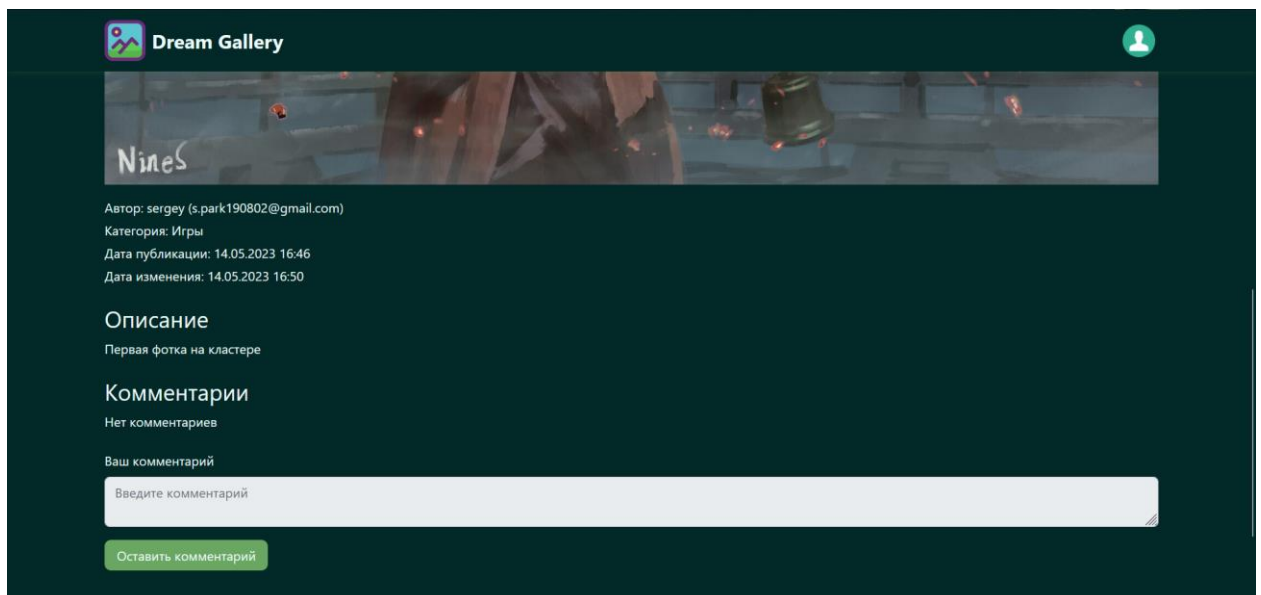 Dream Gallery
NineS
Автор: sergey (s.park190802@gmail.com)
Категория: Игры
Дата публикации: 14.05.2023 16:46
Дата изменения: 14.05.2023 16:50
Описание
Первая фотка на кластере
Комментарии
Нет комментариев
Ваш комментарий
Введите комментарий
Оставить комментарий